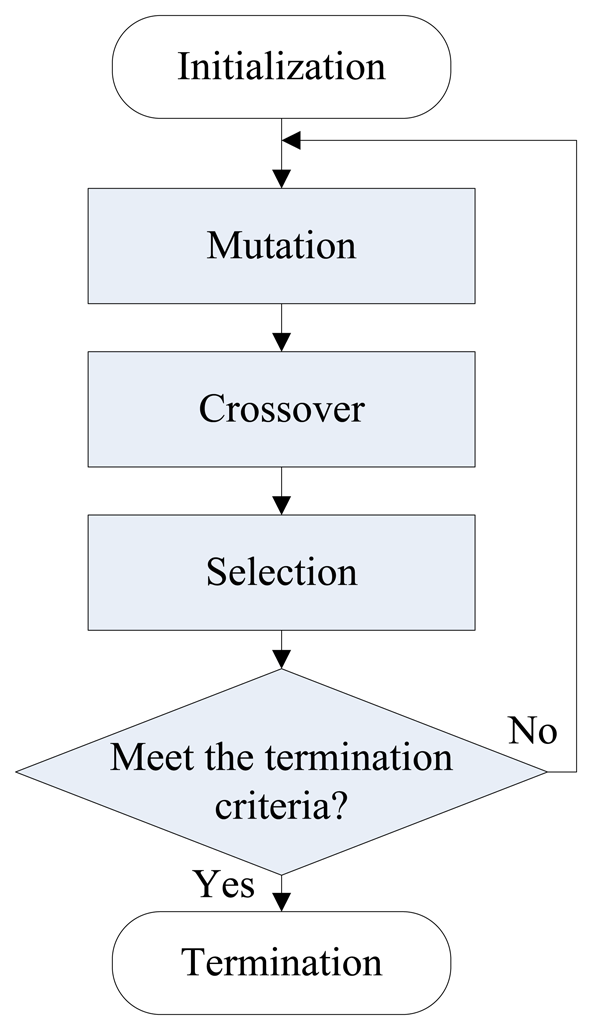 Initialization
Mutation
Crossover
Selection
No
Meet the termination
criteria?
Yes
Termination